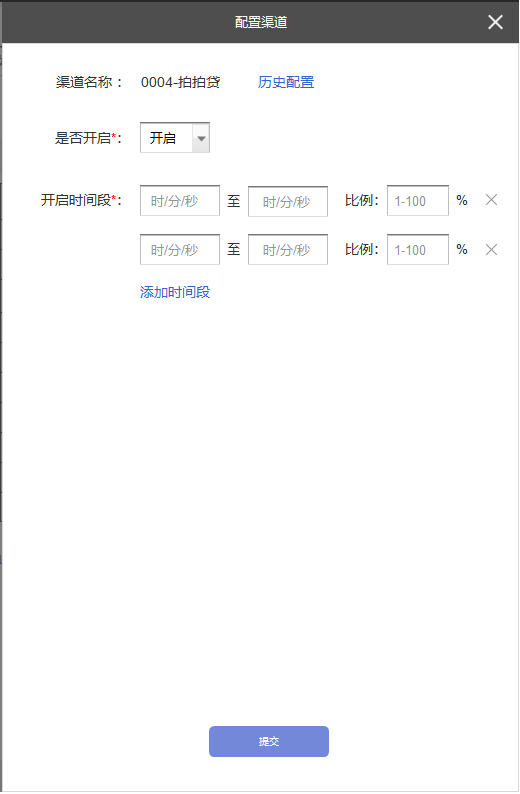 配置渠道
渠道名称： 0004-拍拍贷 历史配置
是否开启*： 开启
开启时间段*： 时/分/秒 至 时/分/秒 比例： 1-100 %
时/分/秒 至 时/分/秒 比例： 1-100 %
添加时间段
提交